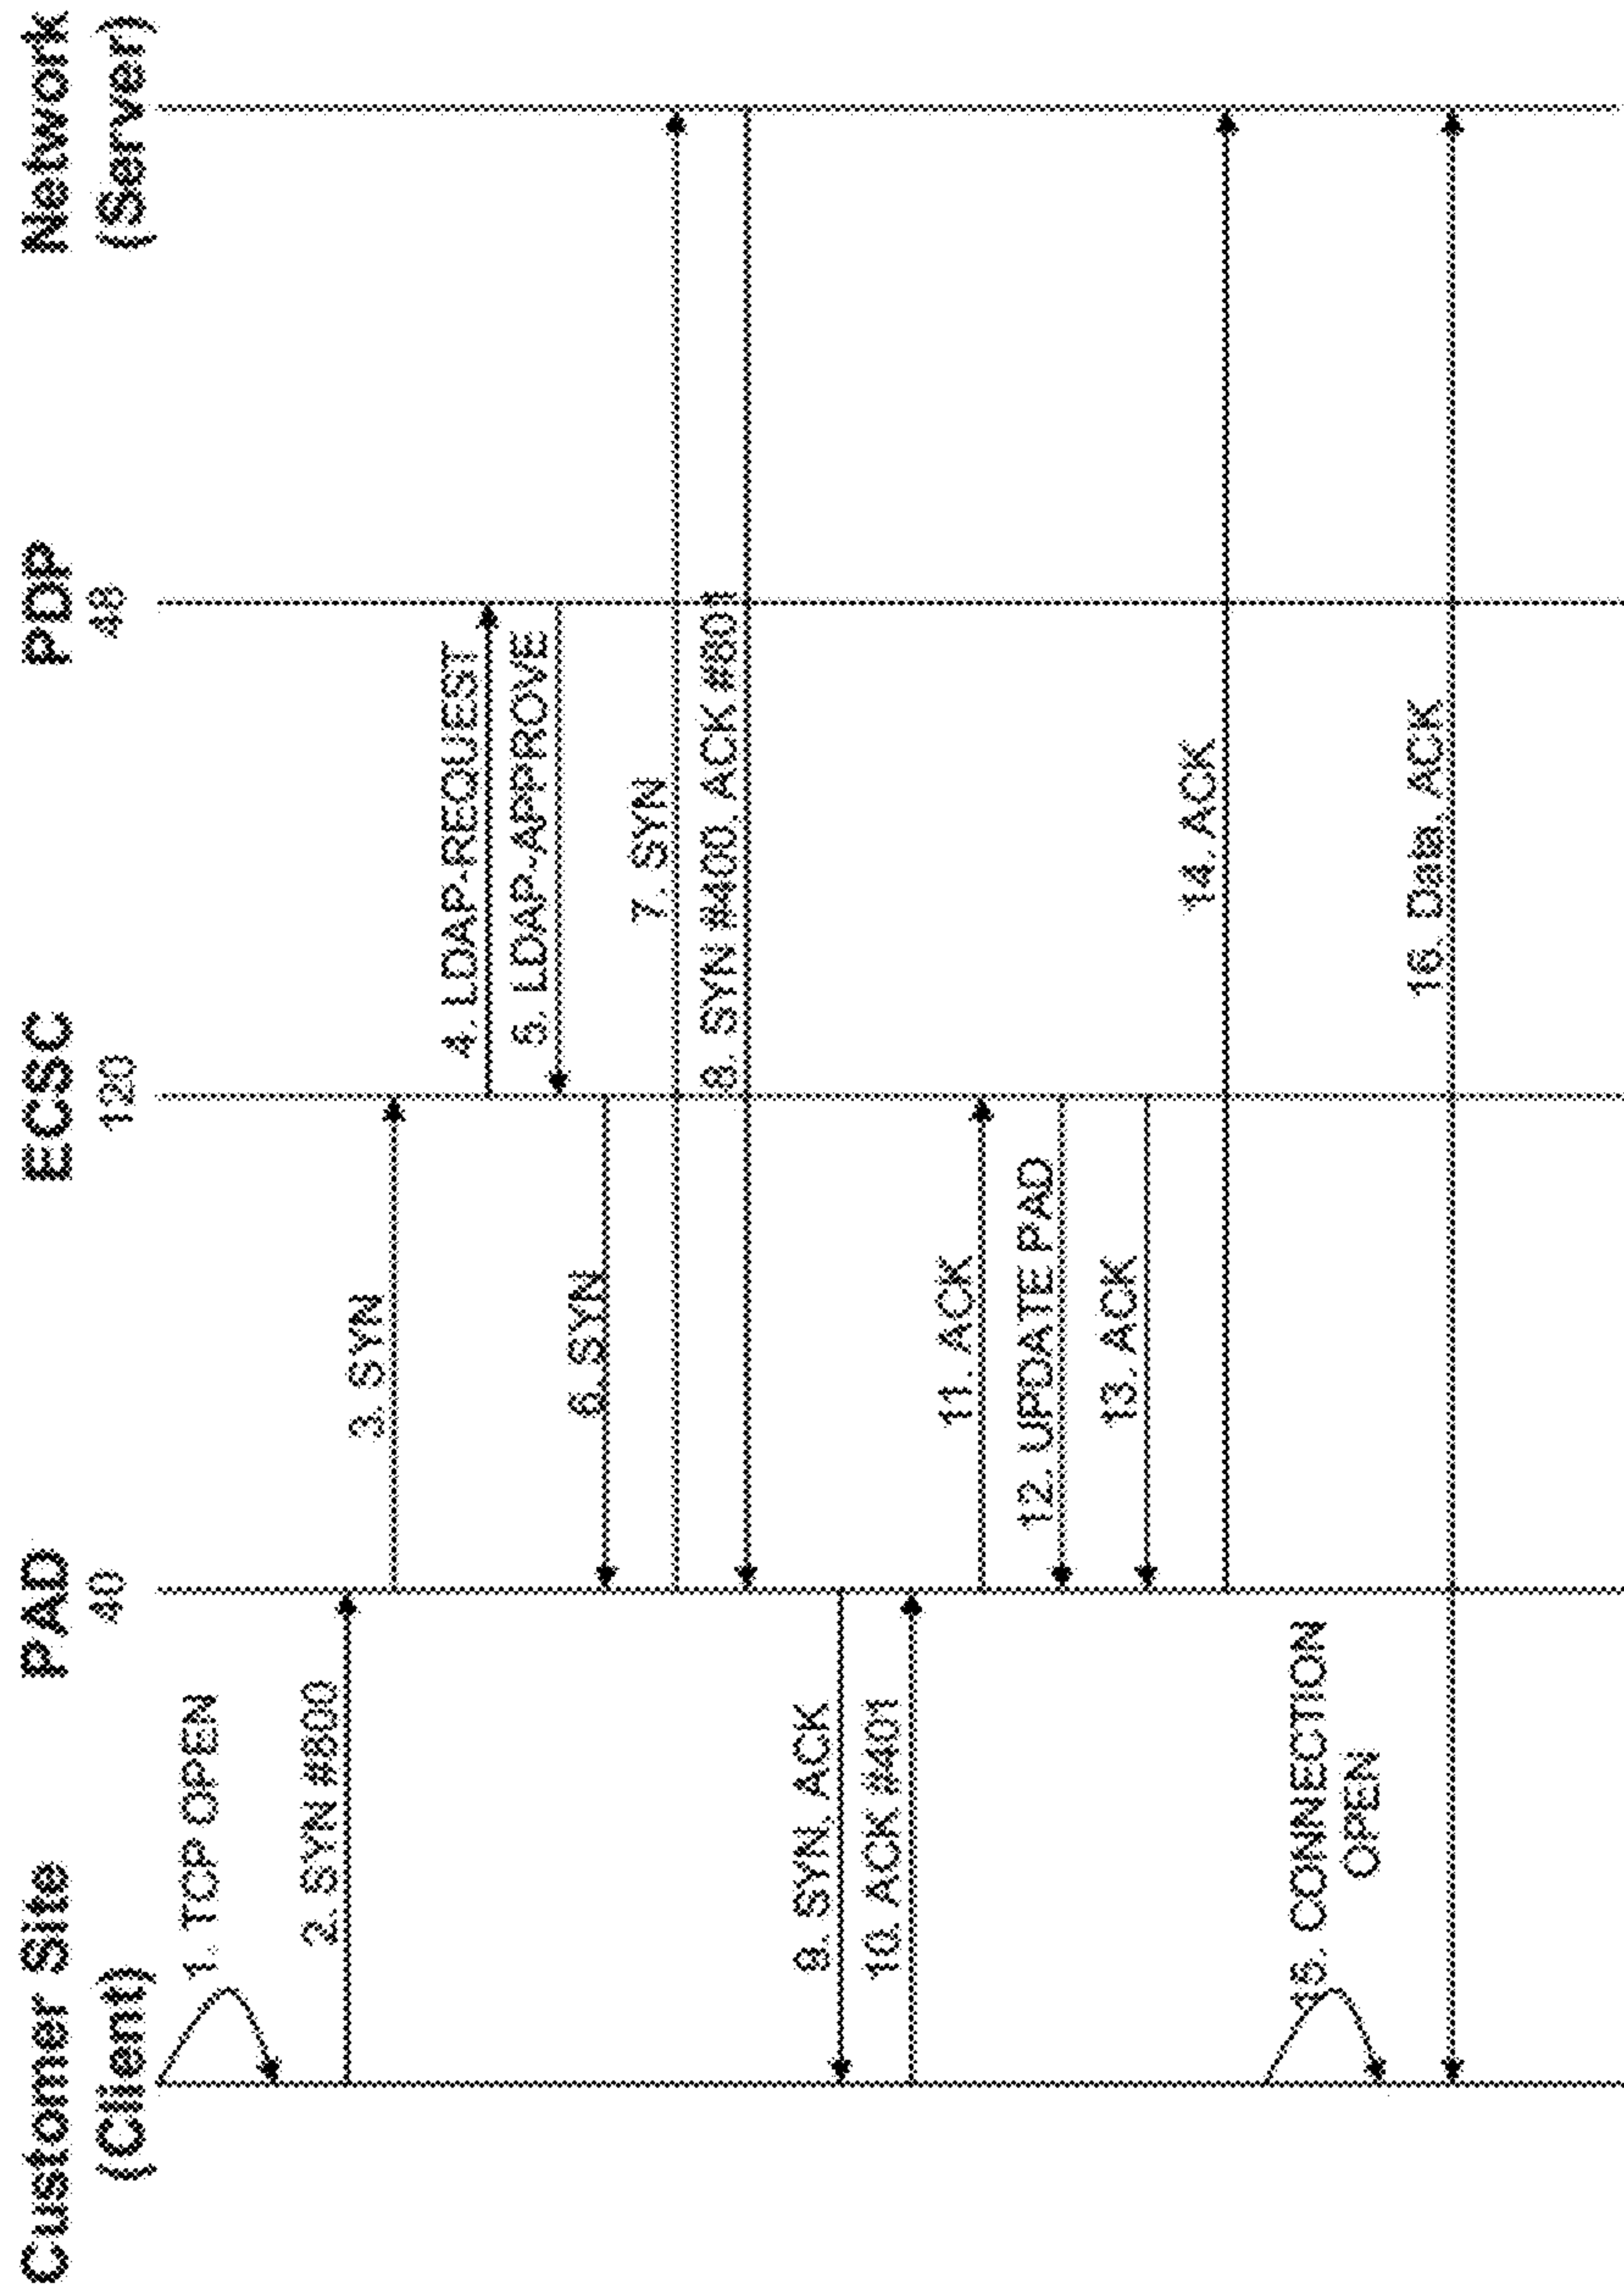 Customer Site
(Client)
PAD
40
ECSC
120
PDP
48
Network
(Server)
1. TCP OPEN
2. SYN #800
3. SYN
4. LDAP-REQUEST
5. LDAP-APPROVE
6. SYN
7. SYN
8. SYN #400, ACK #801
9. SYN, ACK
10. ACK #401
11. ACK
12. UPDATE PAD
13. ACK
14. ACK
15. CONNECTION
OPEN
16. Data, ACK